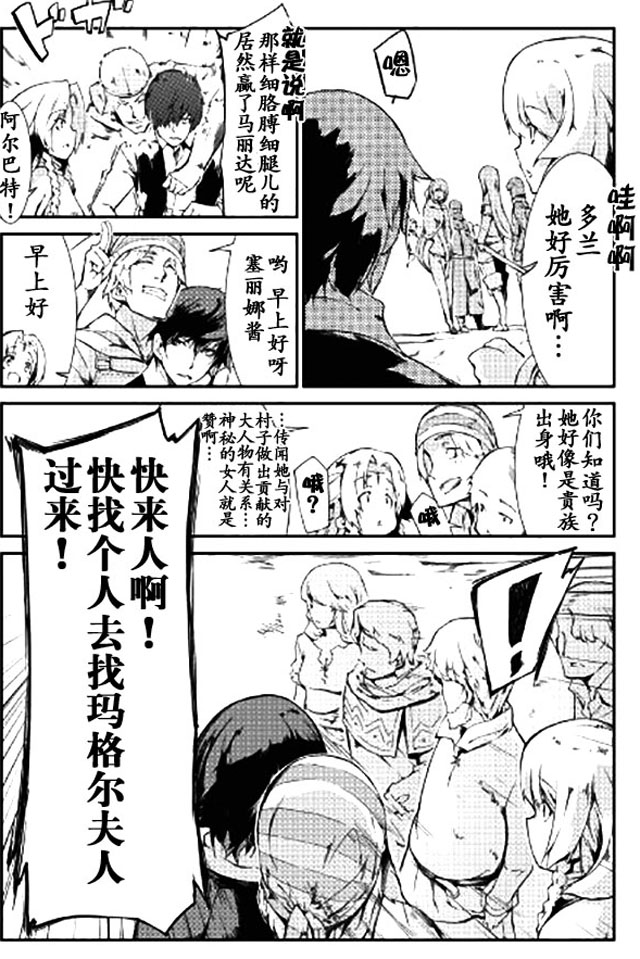 哇啊啊
多兰
她好厉害啊…
嗯
就是说啊
那样细胳膊细腿儿的
居然赢了马丽达呢
ドガ
阿尔巴特！
哟 早上好呀
塞丽娜酱
早上好
你们知道吗？
她好像是貴族
出身哦！
哦
哦？
…传闻她与对
村子做出贡献的
大人物有关系…
神秘的女人就是
赞啊…
！
快来人啊！
快找个人去找玛格尔夫人
过来！